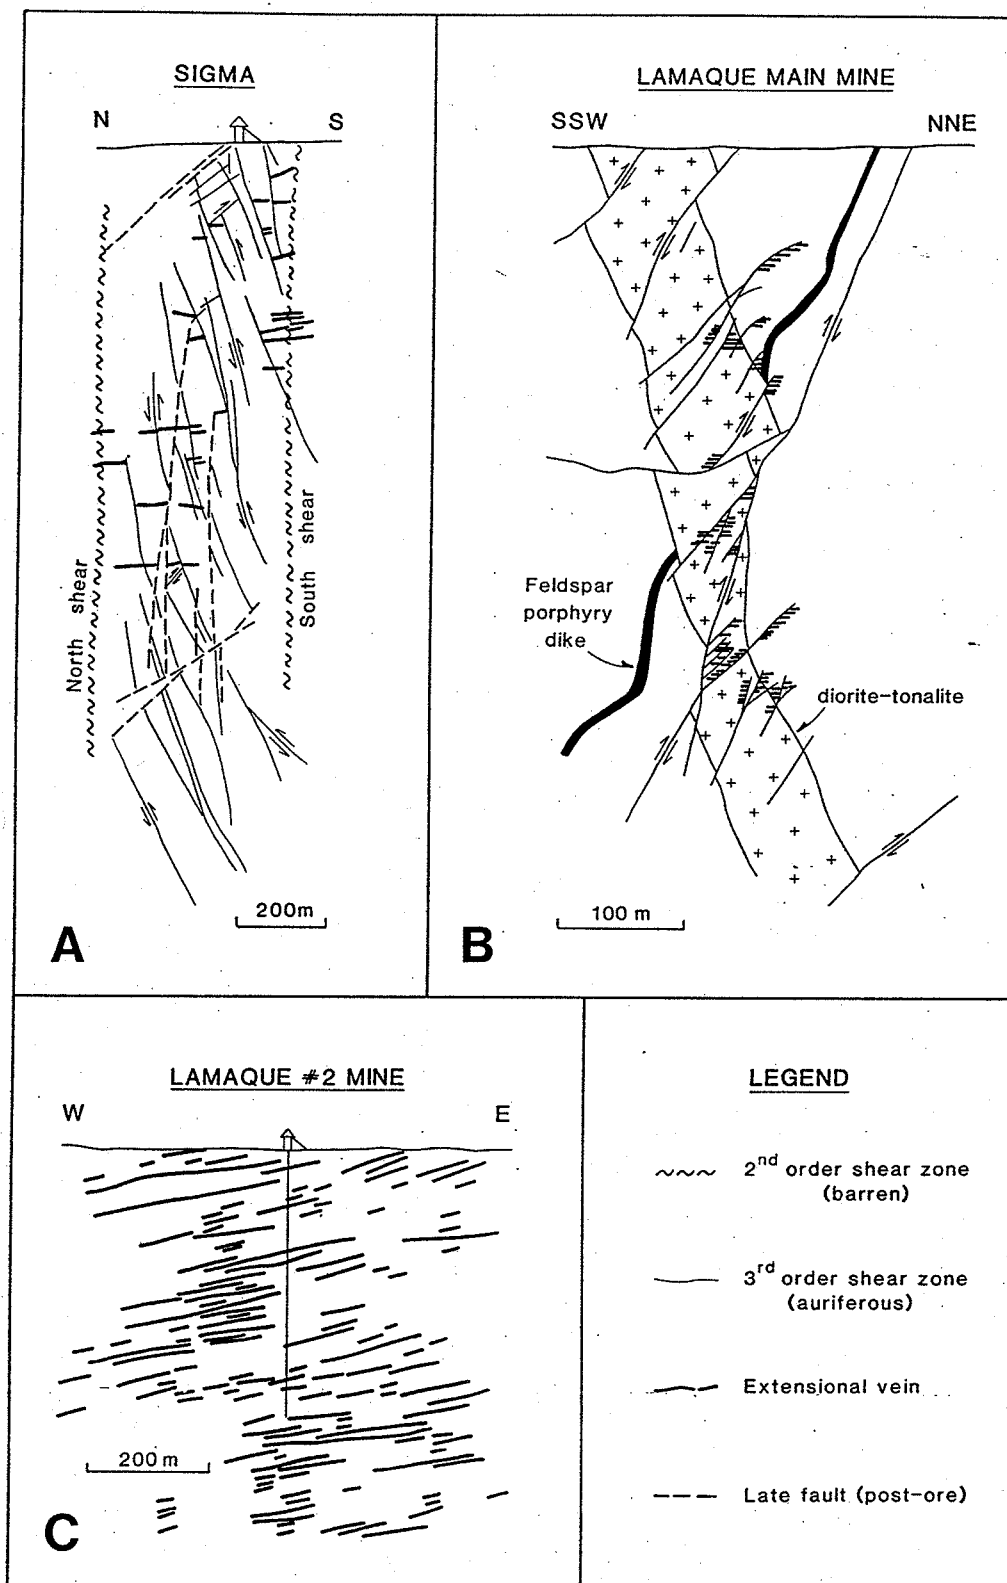 SIGMA
N
S
North shear
South shear
200m
A
LAMAQUE MAIN MINE
SSW
NNE
Feldspar
porphyry
dike
diorite-tonalite
100 m
B
LAMAQUE #2 MINE
W
E
200 m
C
LEGEND
2nd order shear zone
(barren)
3rd order shear zone
(auriferous)
Extensional vein
Late fault (post-ore)